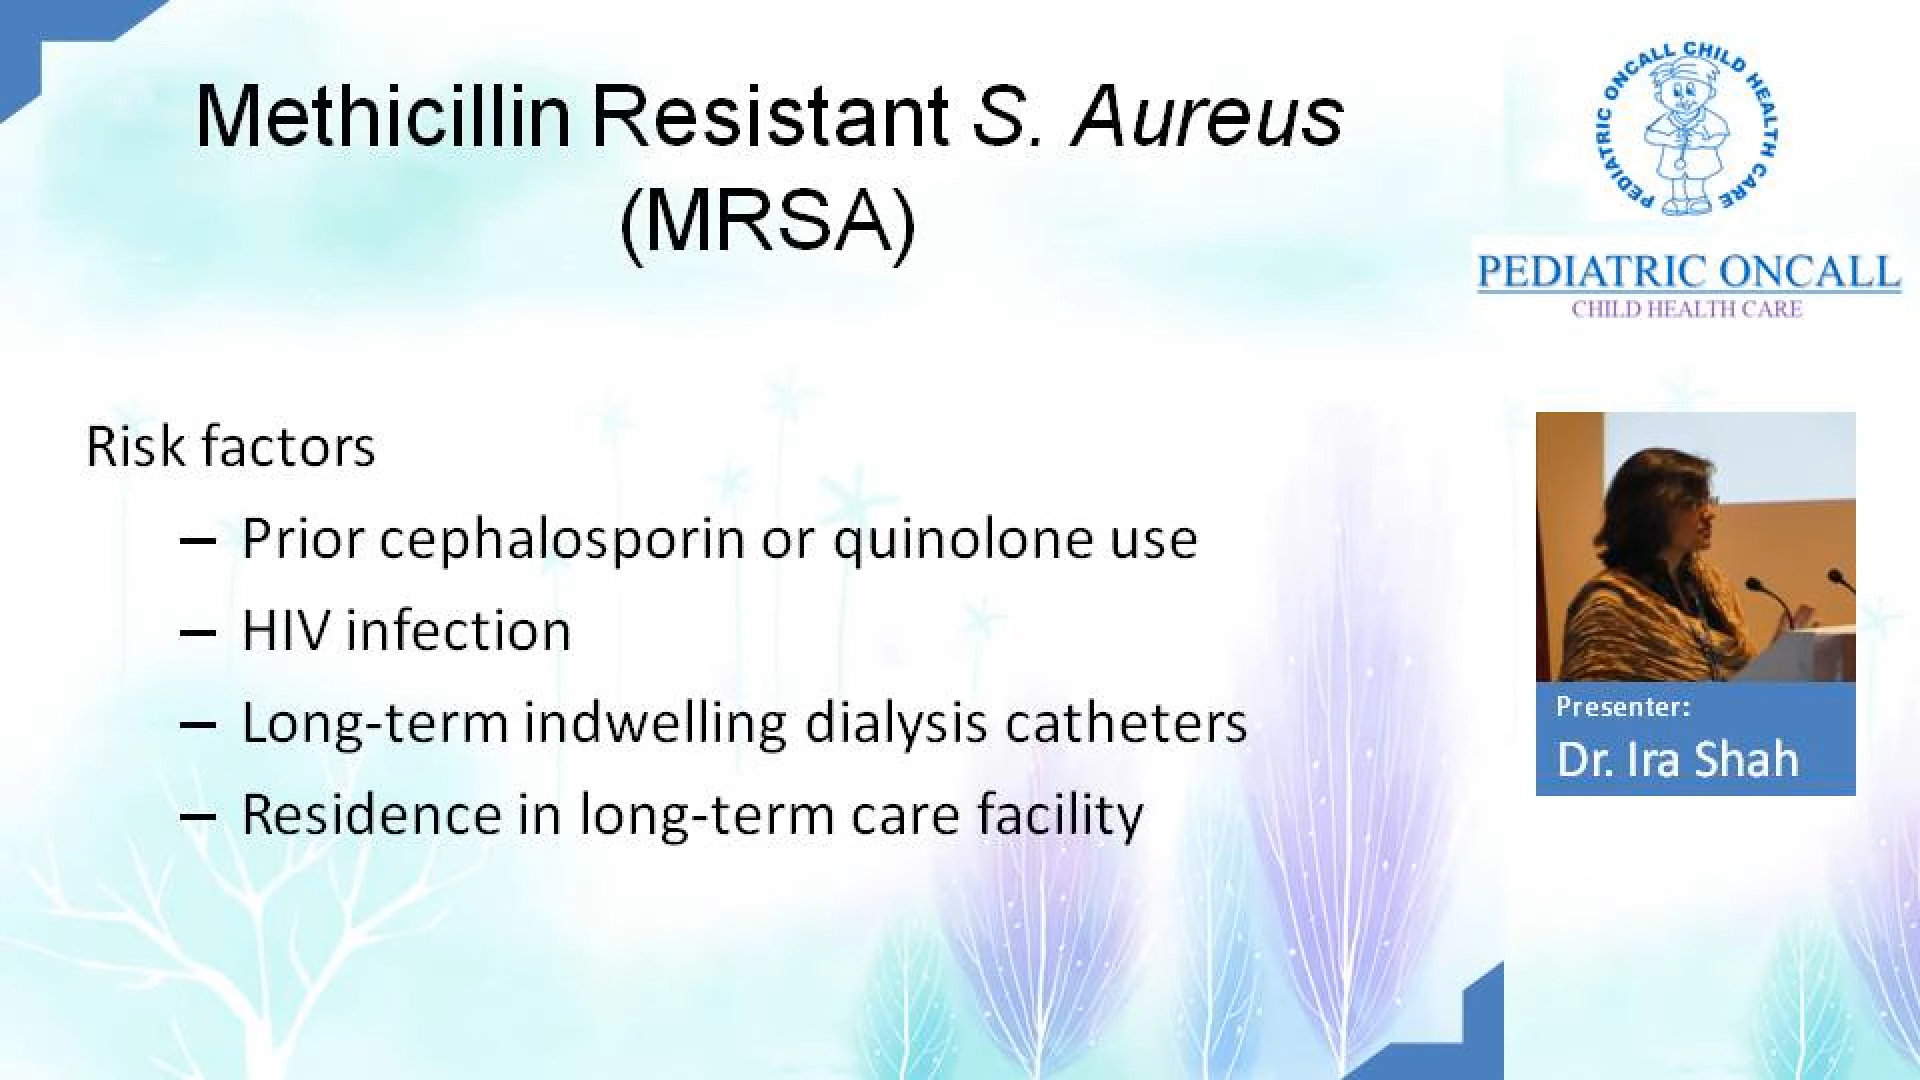 Methicillin Resistant S. Aureus
(MRSA)
Risk factors
– Prior cephalosporin or quinolone use
– HIV infection
– Long-term indwelling dialysis catheters
– Residence in long-term care facility
PEDIATRIC ONCALL CHILD HEALTH CARE
PEDIATRIC ONCALL
CHILD HEALTH CARE
Presenter:
Dr. Ira Shah